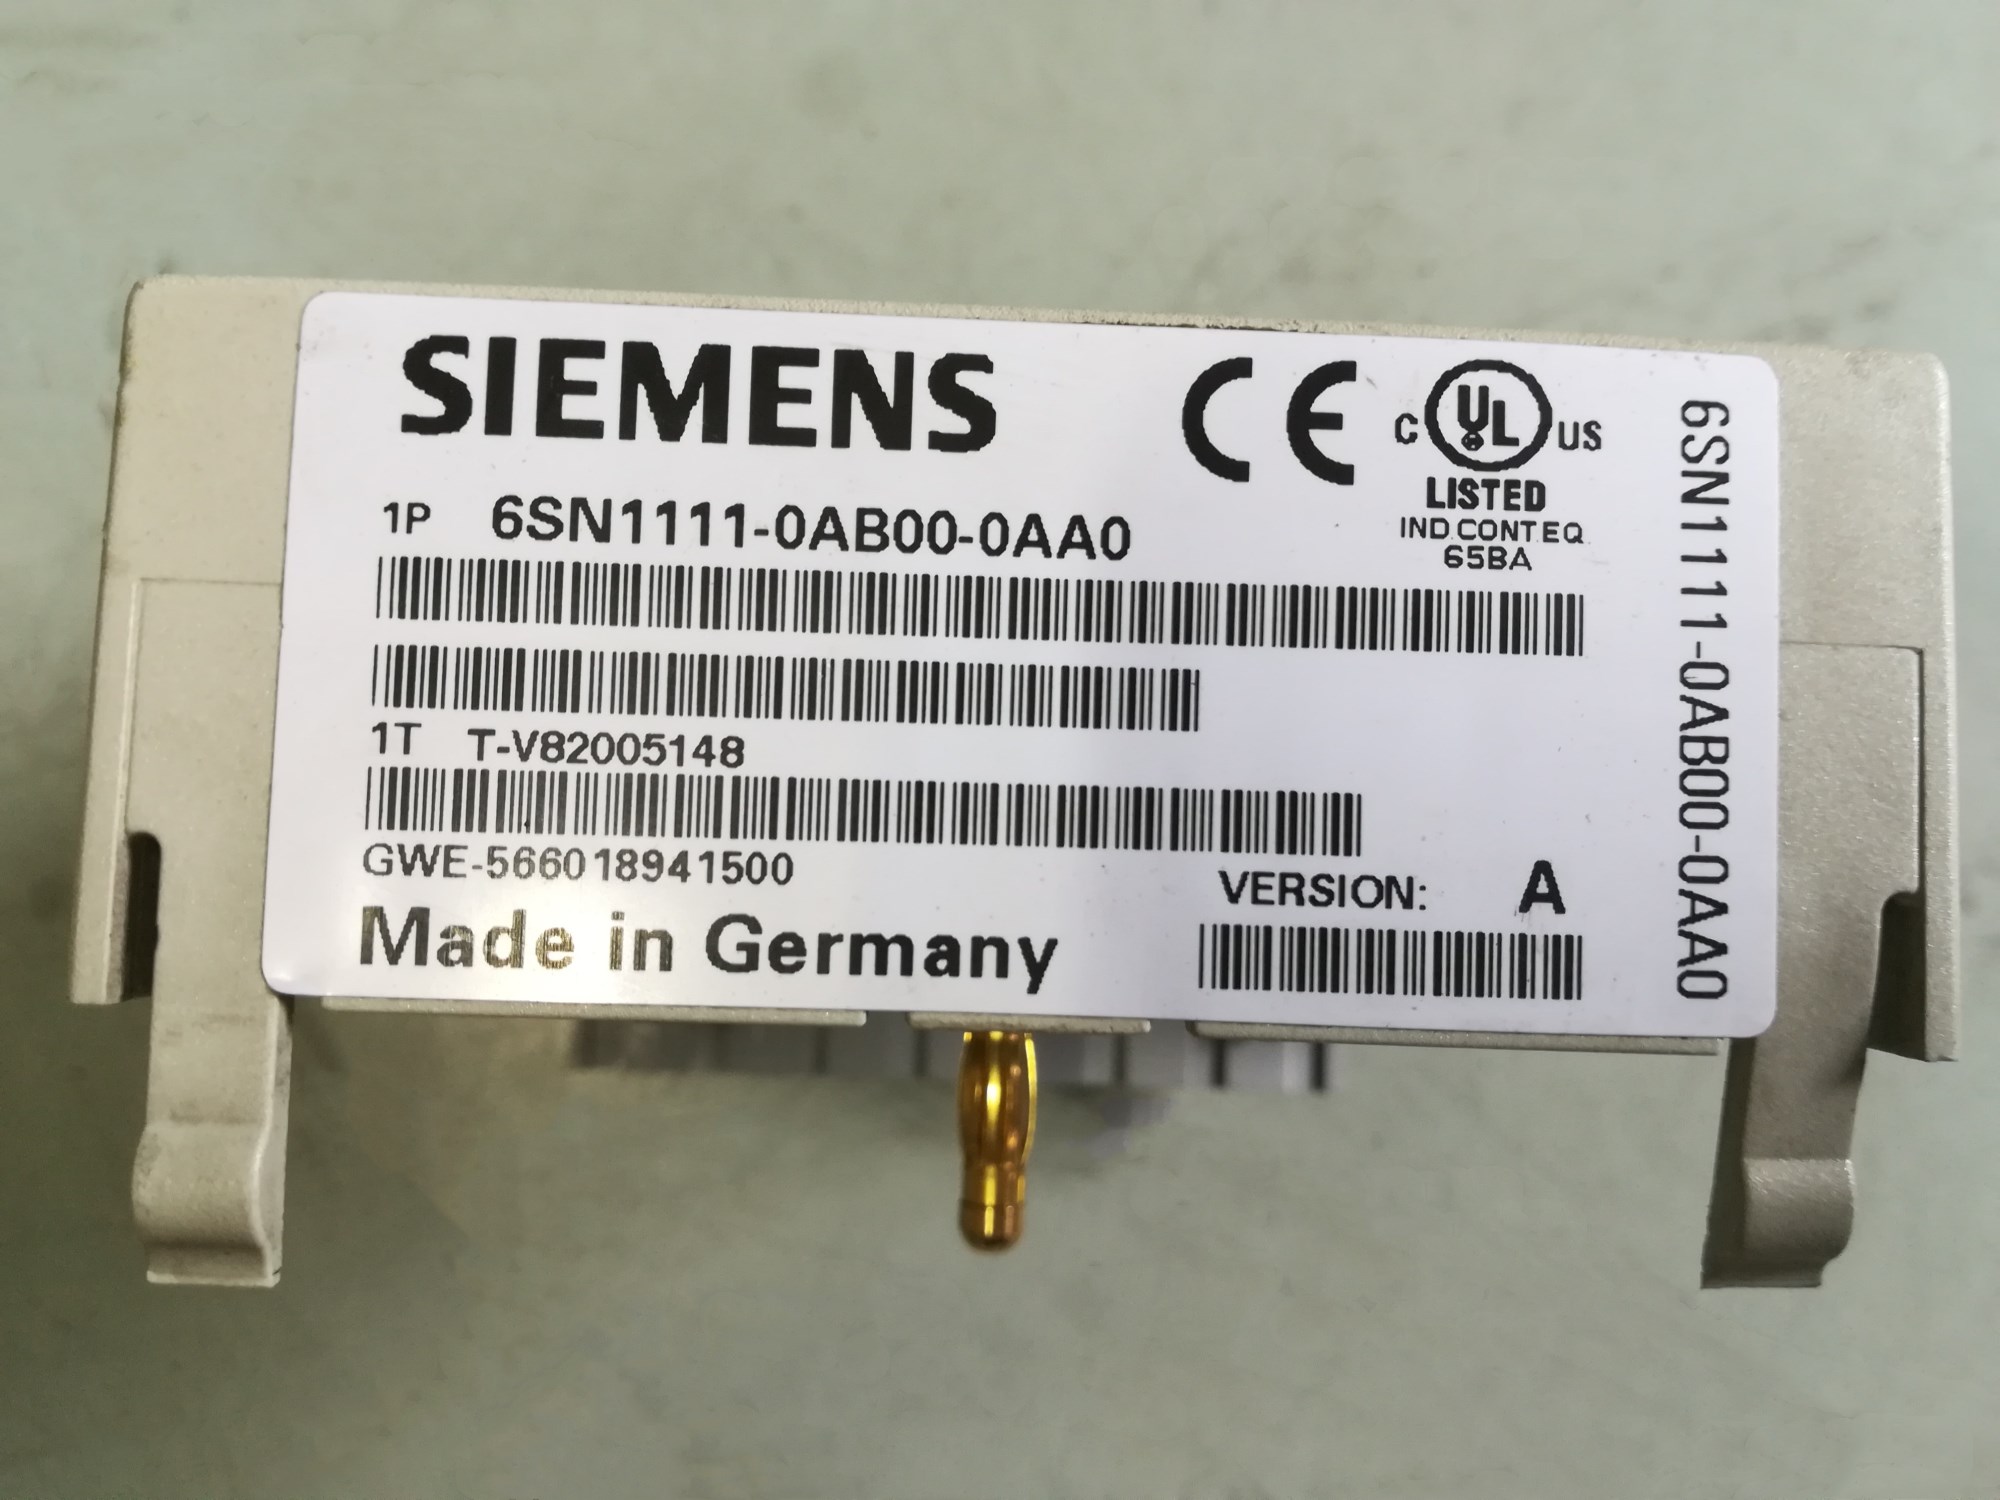 SIEMENS
CE
C UL US
LISTED
IND.CONT.EQ.
65BA
1P 6SN1111-0AB00-0AA0
1T T-V82005148
GWE-566018941500
VERSION: A
Made in Germany
6SN1111-0AB00-0AA0